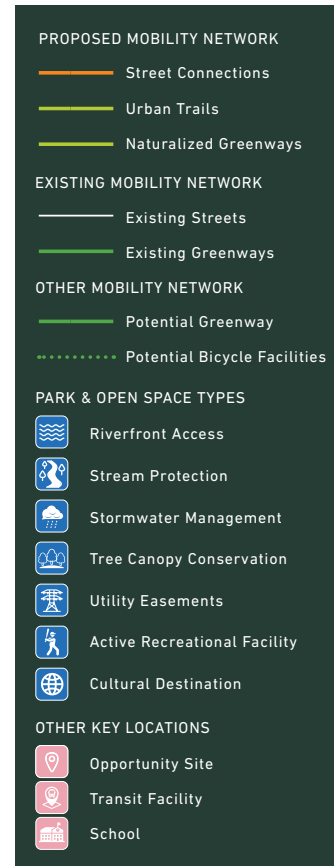 PROPOSED MOBILITY NETWORK
Street Connections
Urban Trails
Naturalized Greenways
EXISTING MOBILITY NETWORK
Existing Streets
Existing Greenways
OTHER MOBILITY NETWORK
Potential Greenway
Potential Bicycle Facilities
PARK & OPEN SPACE TYPES
Riverfront Access
Stream Protection
Stormwater Management
Tree Canopy Conservation
Utility Easements
Active Recreational Facility
Cultural Destination
OTHER KEY LOCATIONS
Opportunity Site
Transit Facility
School